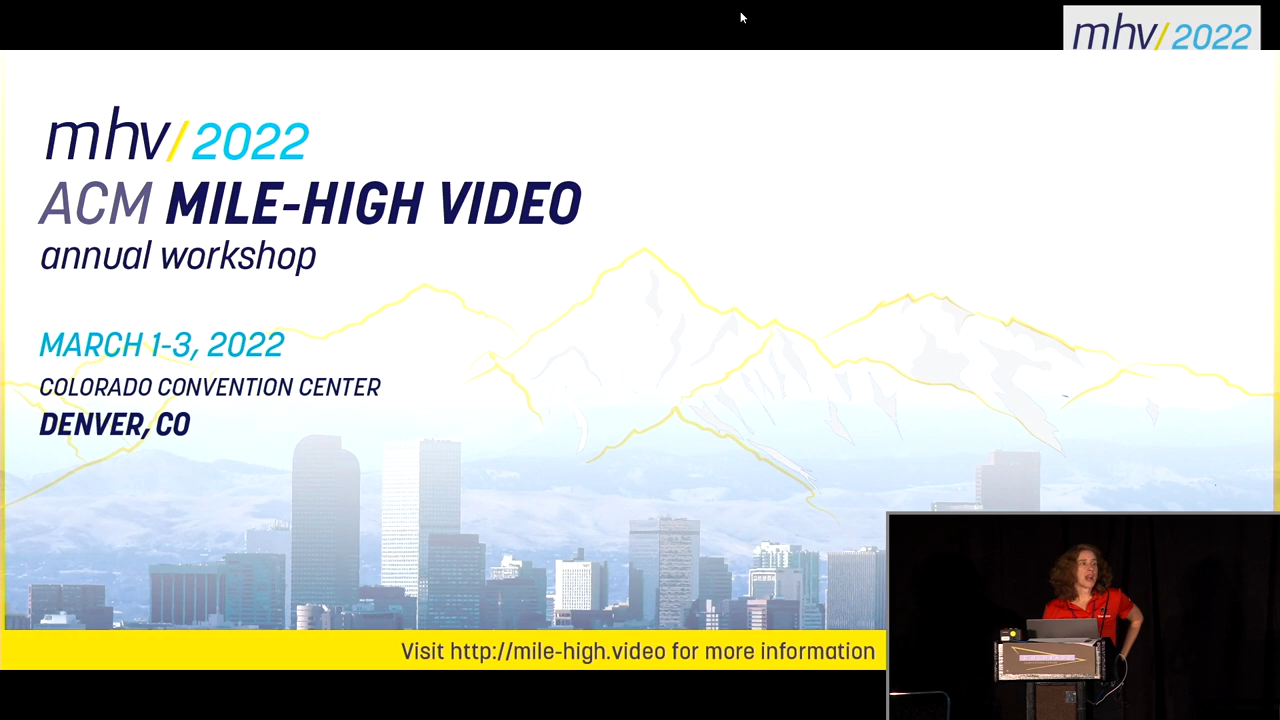 mhv/2022
mhv/2022
ACM MILE-HIGH VIDEO
annual workshop
MARCH 1-3, 2022
COLORADO CONVENTION CENTER
DENVER, CO
Visit http://mile-high.video for more information